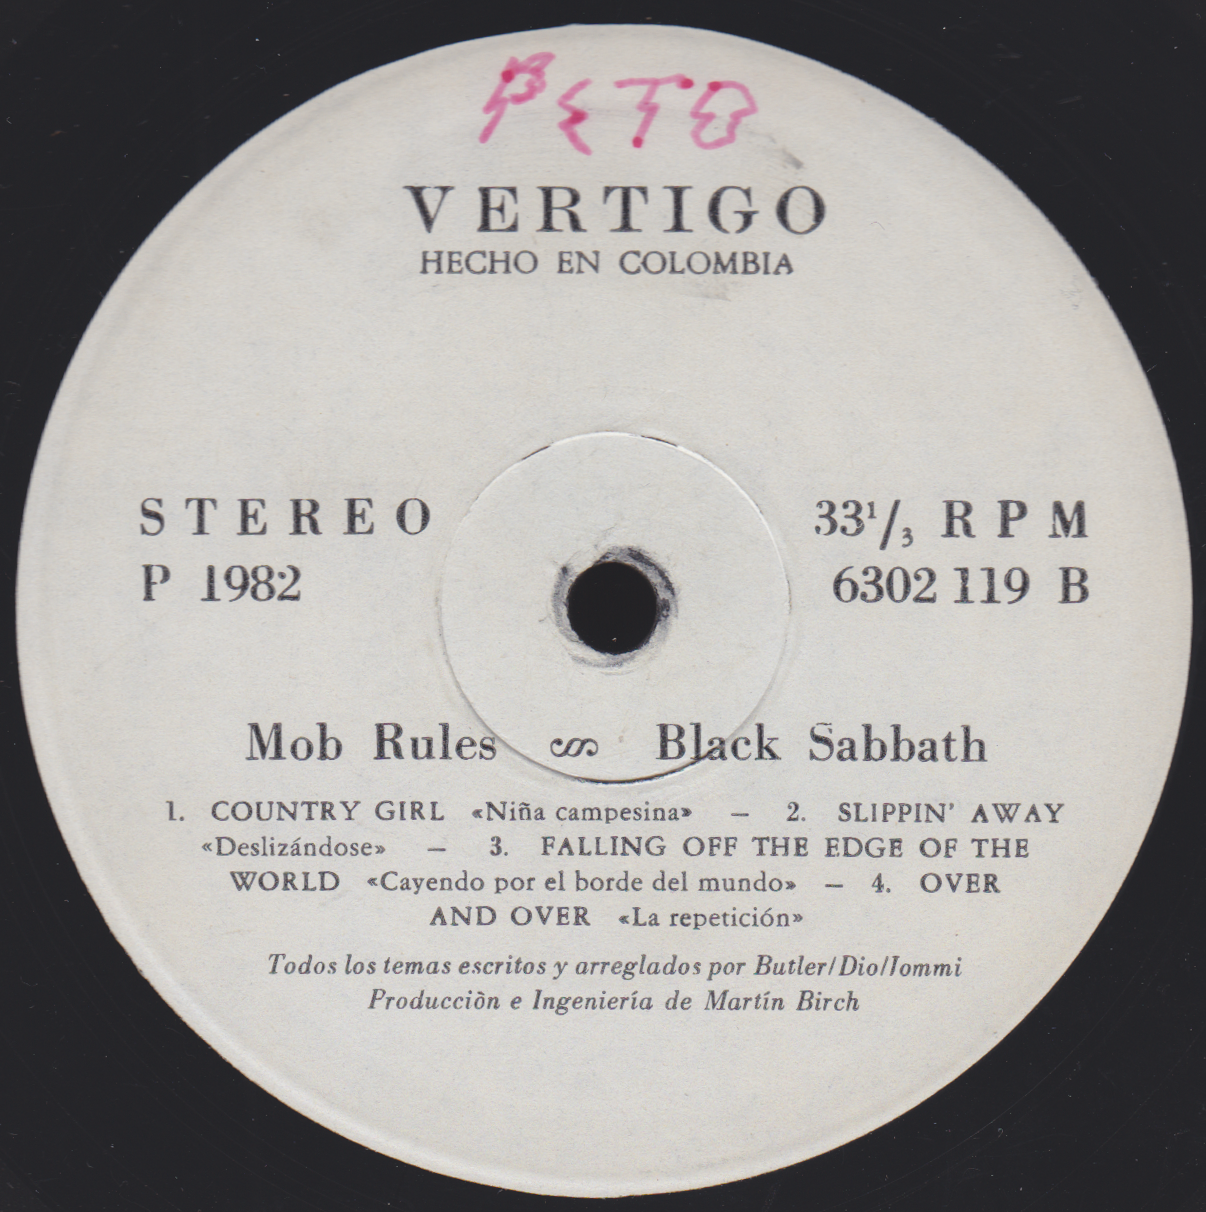 PETO
VERTIGO
HECHO EN COLOMBIA
STEREO 33¹/₃ RPM
P 1982 6302 119 B
Mob Rules ∽ Black Sabbath
1. COUNTRY GIRL «Niña campesina» — 2. SLIPPIN' AWAY
«Deslizándose» — 3. FALLING OFF THE EDGE OF THE
WORLD «Cayendo por el borde del mundo» — 4. OVER
AND OVER «La repetición»
Todos los temas escritos y arreglados por Butler/Dio/Iommi
Producciòn e Ingeniería de Martín Birch